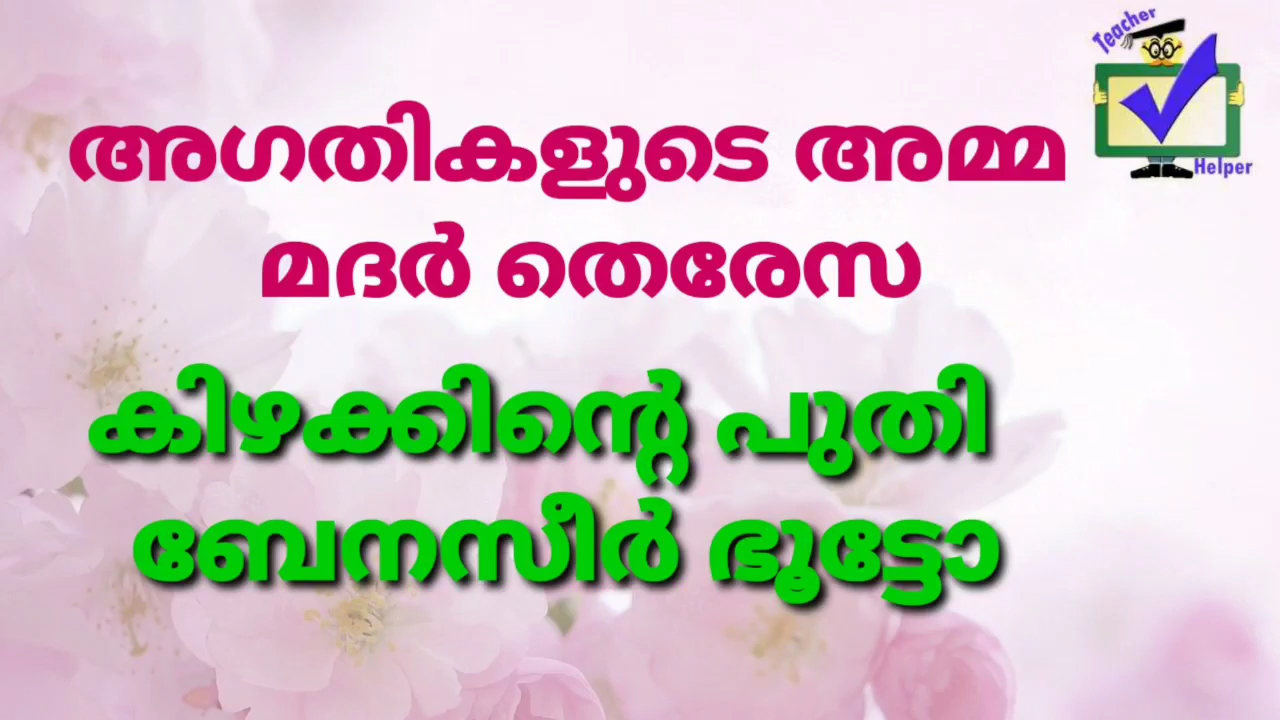 Teacher
Helper
അഗതികളുടെ അമ്മ
മദർ തെരേസ
കിഴക്കിന്റെ പുതി
ബേനസീർ ഭൂട്ടോ